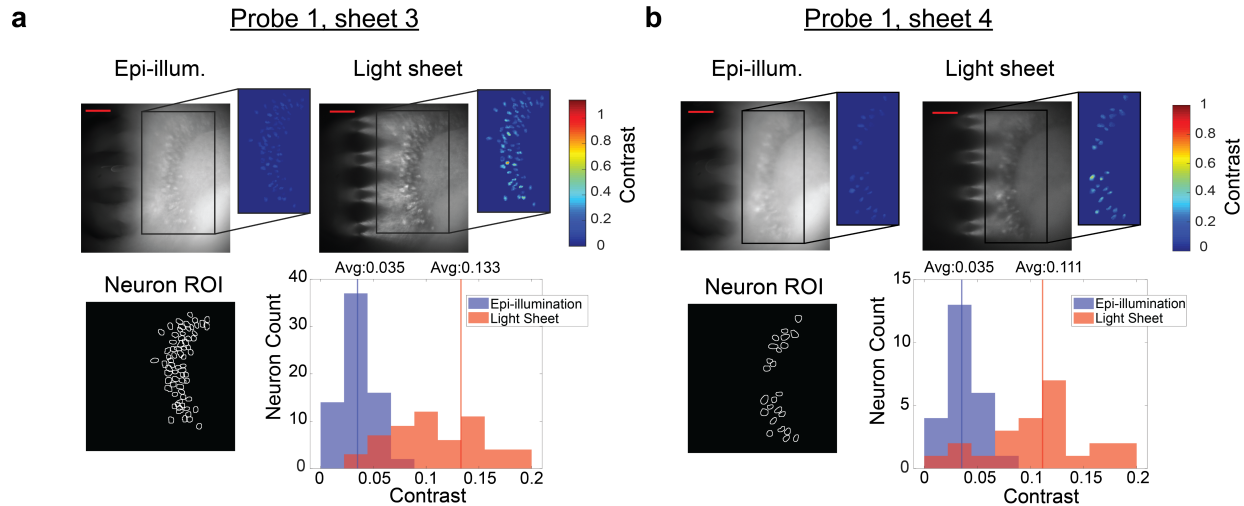 a
Probe 1, sheet 3
Epi-illum.
Light sheet
1
0.8
0.6
0.4
0.2
0
Contrast
Neuron ROI
Avg:0.035
Avg:0.133
40
30
20
10
0
Neuron Count
Epi-illumination
Light Sheet
0 0.05 0.1 0.15 0.2
Contrast
b
Probe 1, sheet 4
Epi-illum.
Light sheet
1
0.8
0.6
0.4
0.2
0
Contrast
Neuron ROI
Avg:0.035
Avg:0.111
15
10
5
0
Neuron Count
Epi-illumination
Light Sheet
0 0.05 0.1 0.15 0.2
Contrast